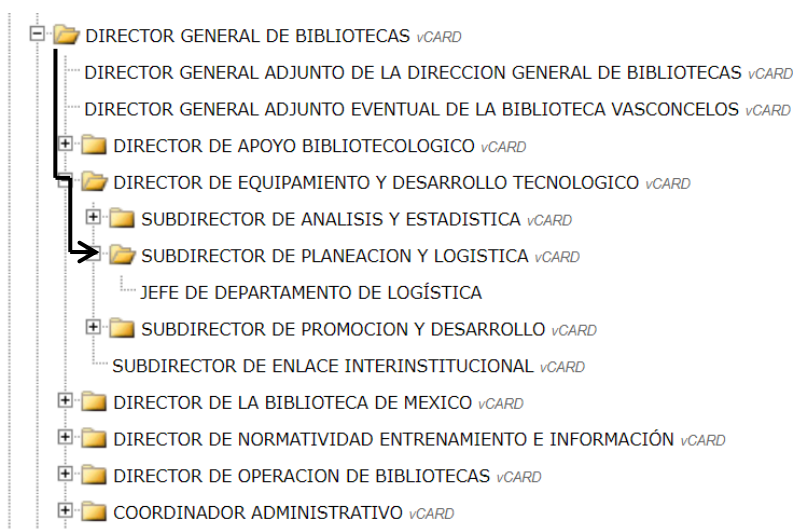 DIRECTOR GENERAL DE BIBLIOTECAS vCARD
DIRECTOR GENERAL ADJUNTO DE LA DIRECCION GENERAL DE BIBLIOTECAS vCARD
DIRECTOR GENERAL ADJUNTO EVENTUAL DE LA BIBLIOTECA VASCONCELOS vCARD
DIRECTOR DE APOYO BIBLIOTECOLOGICO vCARD
DIRECTOR DE EQUIPAMIENTO Y DESARROLLO TECNOLOGICO vCARD
SUBDIRECTOR DE ANALISIS Y ESTADISTICA vCARD
SUBDIRECTOR DE PLANEACION Y LOGISTICA vCARD
JEFE DE DEPARTAMENTO DE LOGÍSTICA
SUBDIRECTOR DE PROMOCION Y DESARROLLO vCARD
SUBDIRECTOR DE ENLACE INTERINSTITUCIONAL vCARD
DIRECTOR DE LA BIBLIOTECA DE MEXICO vCARD
DIRECTOR DE NORMATIVIDAD ENTRENAMIENTO E INFORMACIÓN vCARD
DIRECTOR DE OPERACION DE BIBLIOTECAS vCARD
COORDINADOR ADMINISTRATIVO vCARD